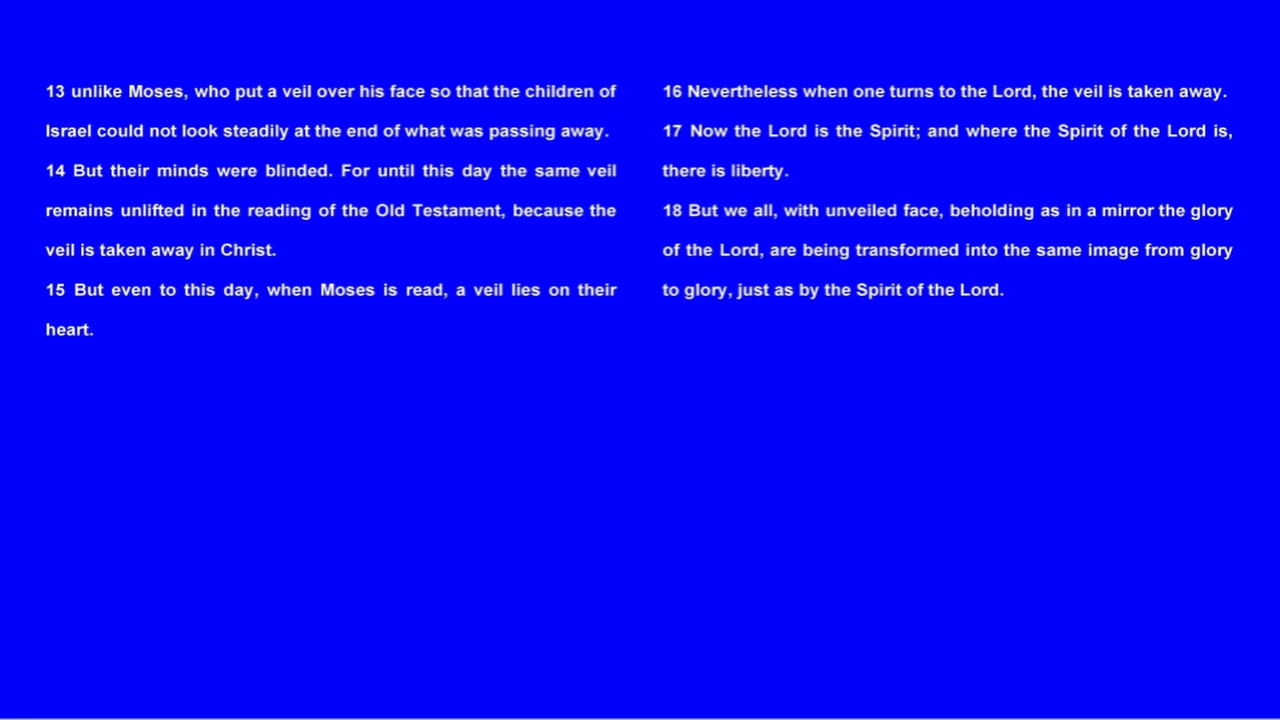 13 unlike Moses, who put a veil over his face so that the children of
Israel could not look steadily at the end of what was passing away.
14 But their minds were blinded. For until this day the same veil
remains unlifted in the reading of the Old Testament, because the
veil is taken away in Christ.
15 But even to this day, when Moses is read, a veil lies on their
heart.
16 Nevertheless when one turns to the Lord, the veil is taken away.
17 Now the Lord is the Spirit; and where the Spirit of the Lord is,
there is liberty.
18 But we all, with unveiled face, beholding as in a mirror the glory
of the Lord, are being transformed into the same image from glory
to glory, just as by the Spirit of the Lord.